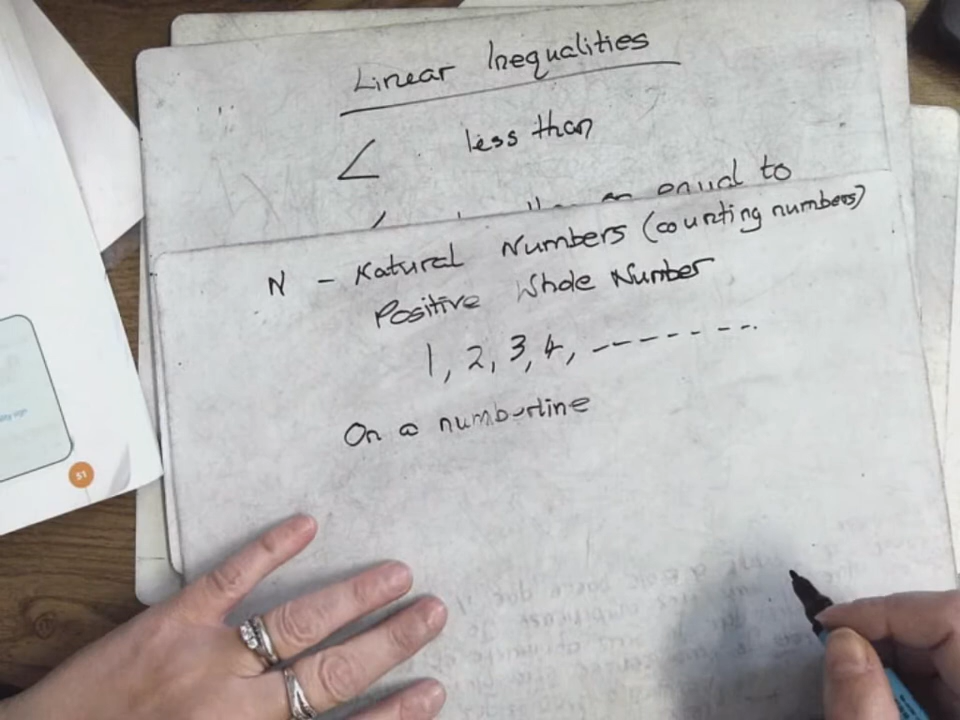 Linear Inequalities
< less than
equal to
N - Natural Numbers (counting numbers)
Positive Whole Number
1, 2, 3, 4, -------.
On a numberline
51